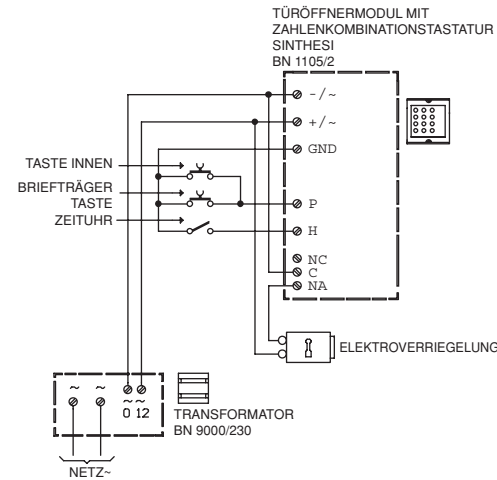 TÜRÖFFNERMODUL MIT
ZAHLENKOMBINATIONSTASTATUR
SINTHESI
BN 1105/2
-/~
+/~
GND
TASTE INNEN
BRIEFTRÄGER
TASTE
ZEITUHR
P
H
NC
C
NA
ELEKTROVERRIEGELUNG
~ ~
~ ~
0 12
TRANSFORMATOR
BN 9000/230
NETZ~